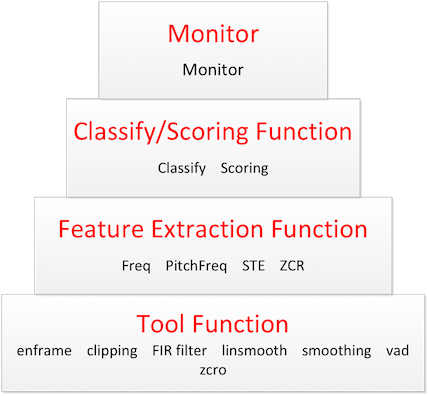 Monitor
Monitor
Classify/Scoring Function
Classify Scoring
Feature Extraction Function
Freq PitchFreq STE ZCR
Tool Function
enframe clipping FIR filter linsmooth smoothing vad
zcro